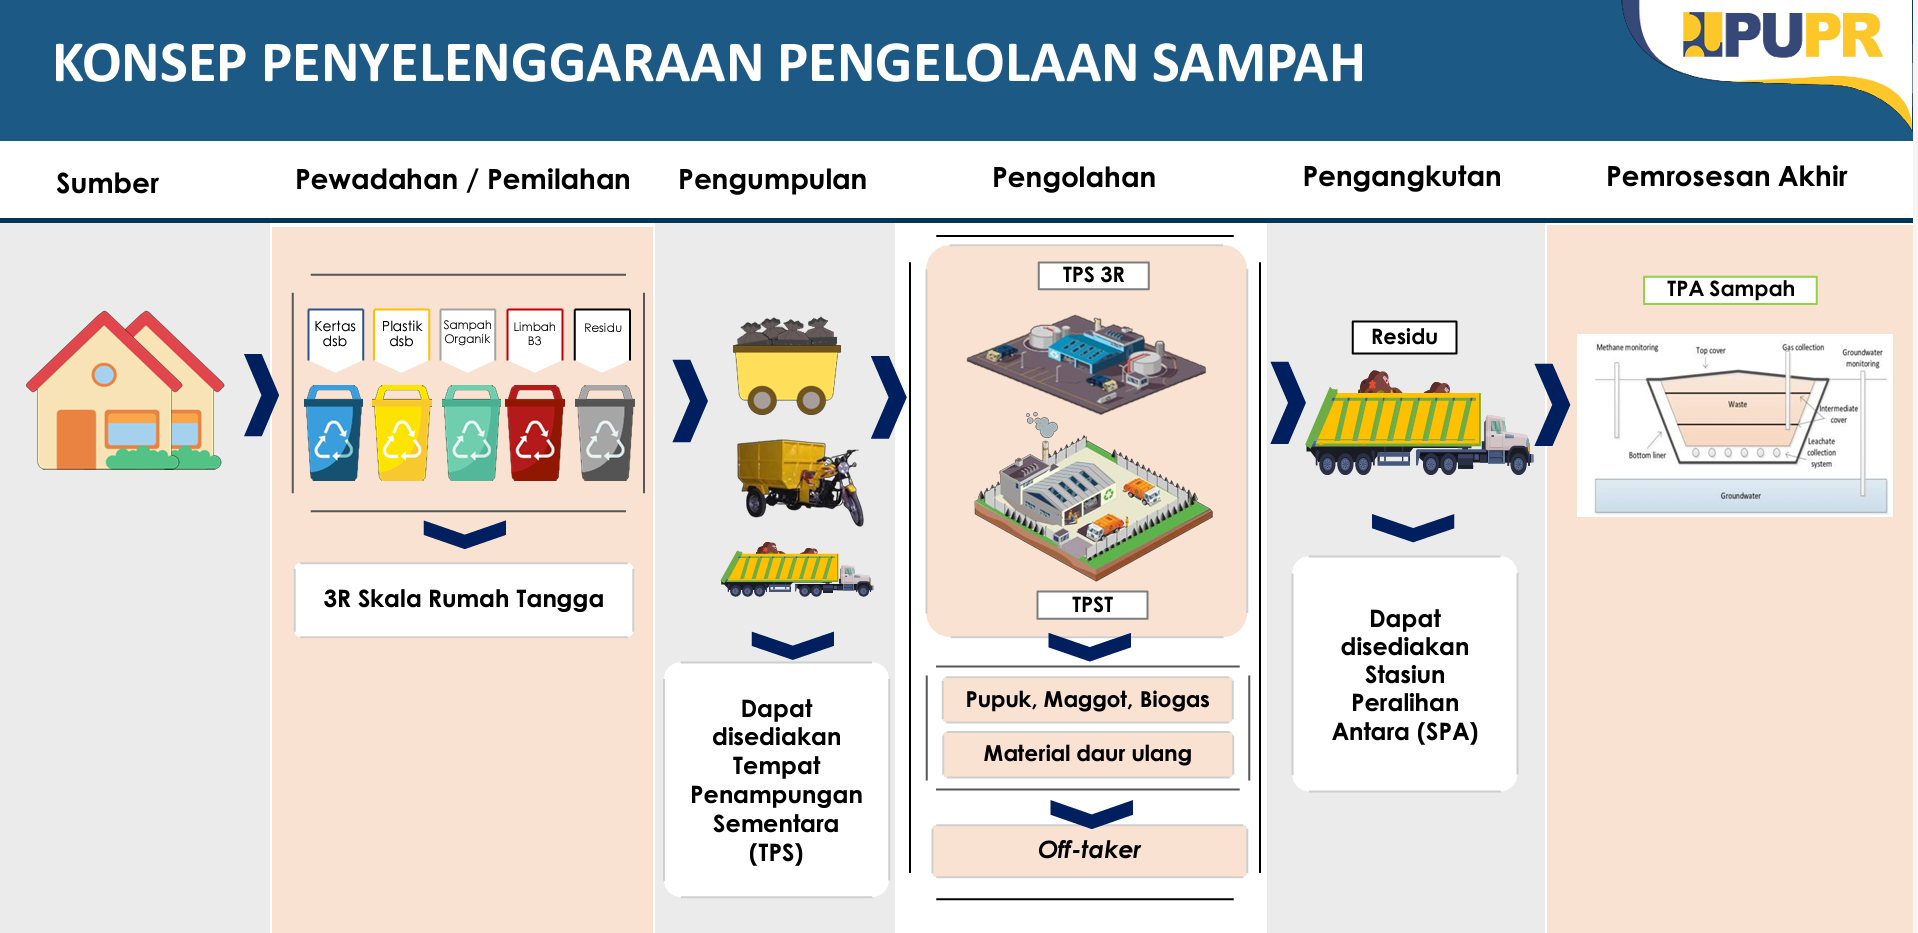 KONSEP PENYELENGGARAAN PENGELOLAAN SAMPAH
PUPR
Sumber
Pewadahan / Pemilahan
Pengumpulan
Pengolahan
Pengangkutan
Pemrosesan Akhir
Kertas
dsb
Plastik
dsb
Sampah
Organik
Limbah
B3
Residu
3R Skala Rumah Tangga
Dapat
disediakan
Tempat
Penampungan
Sementara
(TPS)
TPS 3R
TPST
Pupuk, Maggot, Biogas
Material daur ulang
Off-taker
Residu
Dapat
disediakan
Stasiun
Peralihan
Antara (SPA)
TPA Sampah
Methane monitoring
Top cover
Gas collection
Groundwater
monitoring
Waste
Intermediate
cover
Bottom liner
Leachate
collection
system
Groundwater